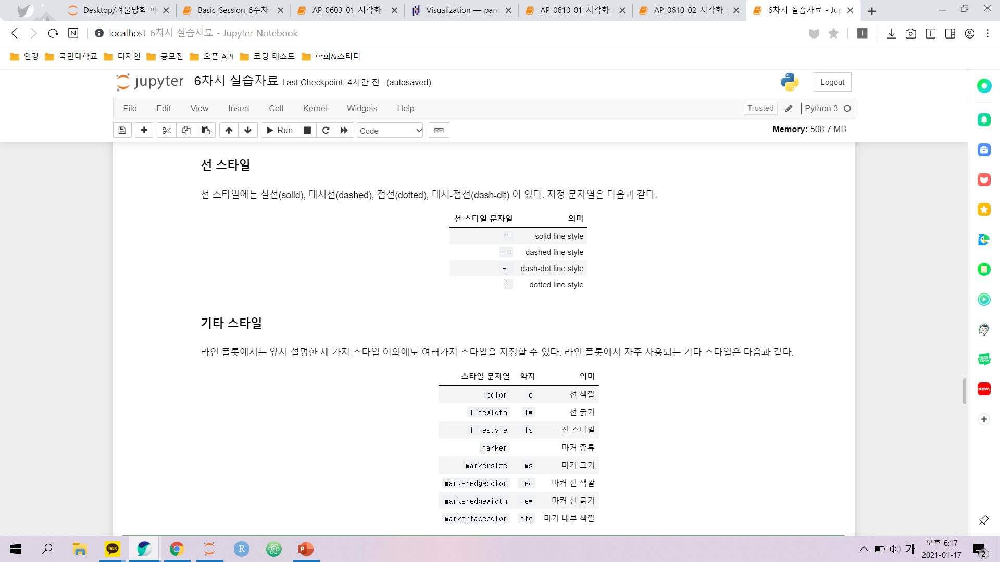 Desktop/겨울방학 파
Basic_Session_6주차
AP_0603_01_시각화
Visualization — pand
AP_0610_01_시각화_
AP_0610_02_시각화_
6차시 실습자료 - Jup
localhost 6차시 실습자료 - Jupyter Notebook
인강 국민대학교 디자인 공모전 오픈 API 코딩 테스트 학회&스터디
jupyter 6차시 실습자료 Last Checkpoint: 4시간 전 (autosaved)
Logout
File Edit View Insert Cell Kernel Widgets Help
Trusted Python 3
Run Code
Memory: 508.7 MB
선 스타일
선 스타일에는 실선(solid), 대시선(dashed), 점선(dotted), 대시-점선(dash-dit) 이 있다. 지정 문자열은 다음과 같다.
선 스타일 문자열 의미
- solid line style
-- dashed line style
-. dash-dot line style
: dotted line style
기타 스타일
라인 플롯에서는 앞서 설명한 세 가지 스타일 이외에도 여러가지 스타일을 지정할 수 있다. 라인 플롯에서 자주 사용되는 기타 스타일은 다음과 같다.
스타일 문자열 약자 의미
color c 선 색깔
linewidth lw 선 굵기
linestyle ls 선 스타일
marker 마커 종류
markersize ms 마커 크기
markeredgecolor mec 마커 선 색깔
markeredgewidth mew 마커 선 굵기
markerfacecolor mfc 마커 내부 색깔
WEB TOON
NOW.
TALK
R
P
가
오후 6:17
2021-01-17
2